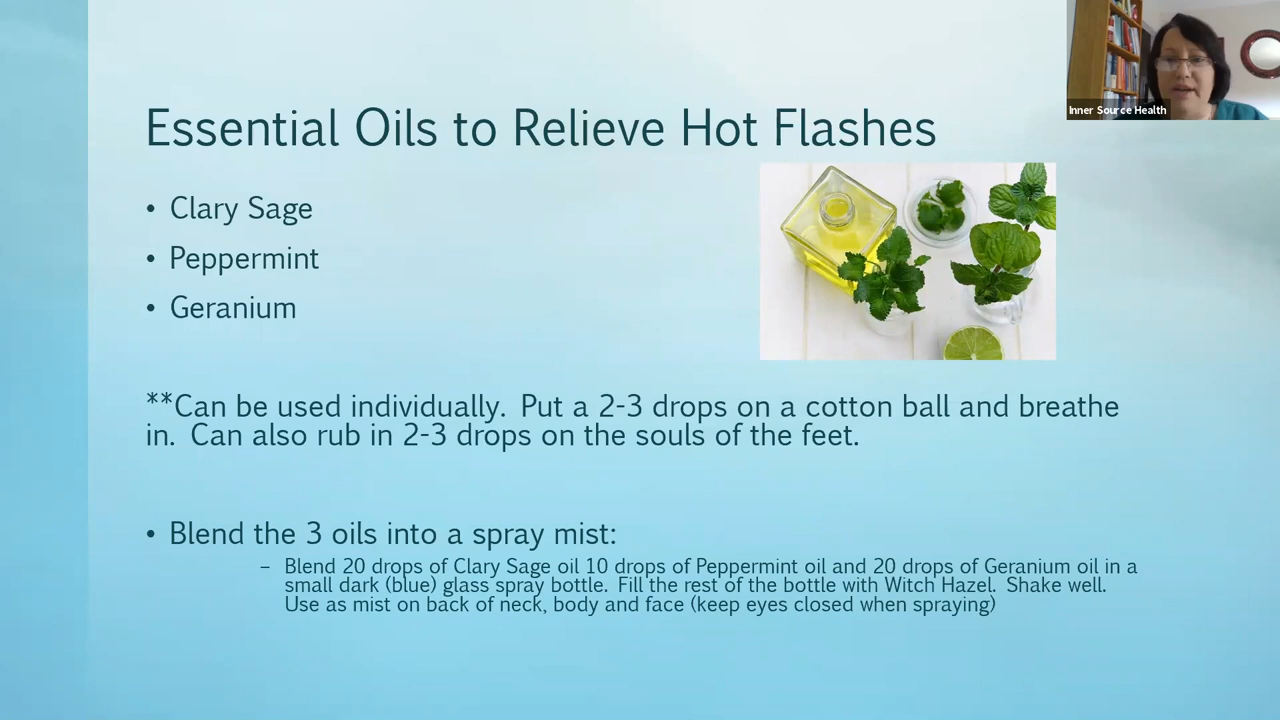 Inner Source Health
Essential Oils to Relieve Hot Flashes
• Clary Sage
• Peppermint
• Geranium
**Can be used individually. Put a 2-3 drops on a cotton ball and breathe
in. Can also rub in 2-3 drops on the souls of the feet.
• Blend the 3 oils into a spray mist:
– Blend 20 drops of Clary Sage oil 10 drops of Peppermint oil and 20 drops of Geranium oil in a
small dark (blue) glass spray bottle. Fill the rest of the bottle with Witch Hazel. Shake well.
Use as mist on back of neck, body and face (keep eyes closed when spraying)